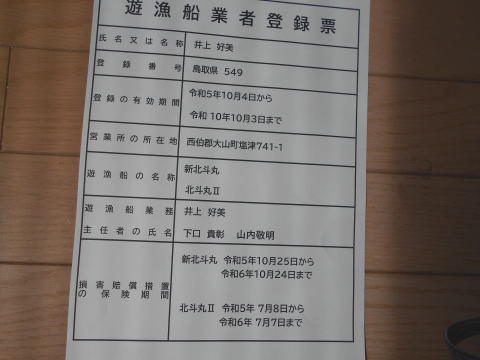 遊漁船業者登録票
氏名又は名称 井上 好美
登録番号 鳥取県 549
登録の有効期間 令和5年10月4日から
令和 10年10月3日まで
営業所の所在地 西伯郡大山町塩津741-1
遊漁船の名称 新北斗丸
北斗丸Ⅱ
遊漁船業務 井上 好美
主任者の氏名 下口 貴彰 山内敬明
損害賠償措置
の保険期間
新北斗丸 令和5年10月25日から
令和6年10月24日まで
北斗丸Ⅱ 令和5年 7月8日から
令和6年 7月7日まで